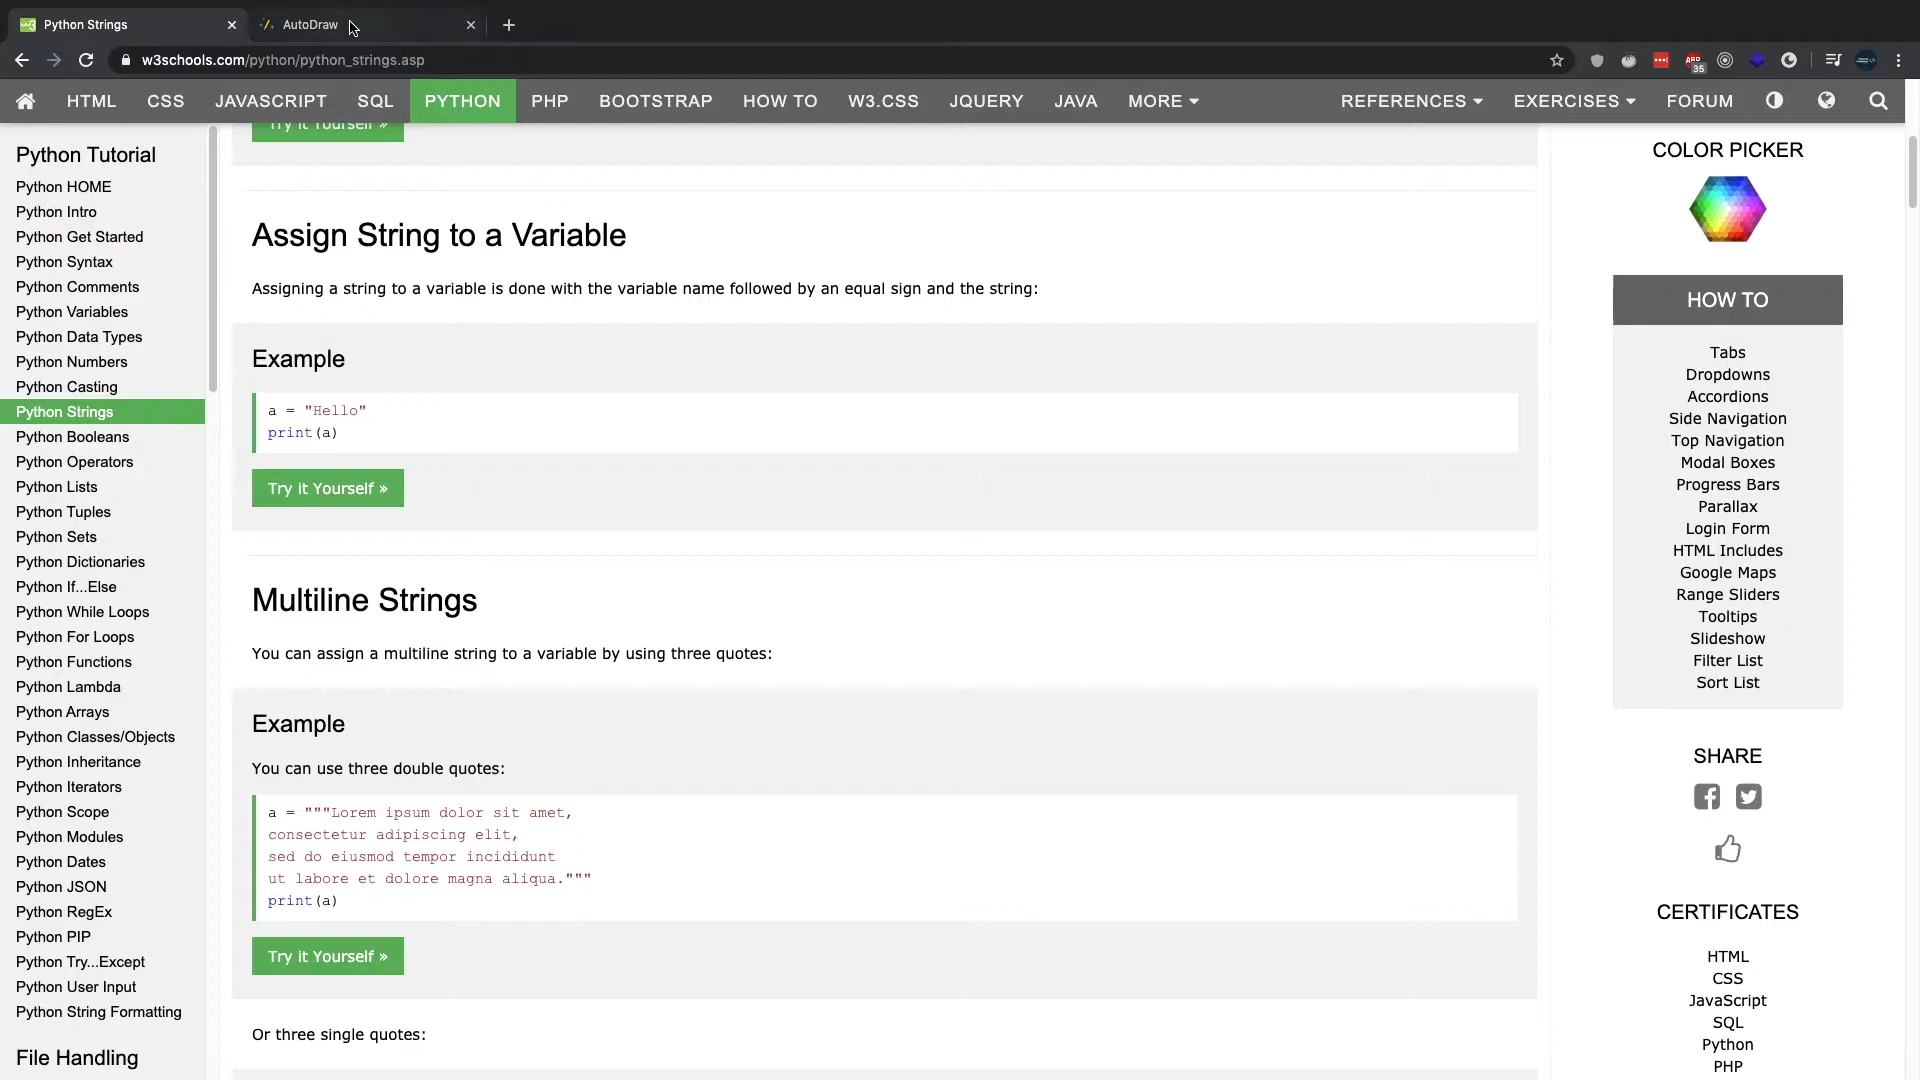 Python Strings
AutoDraw
w3schools.com/python/python_strings.asp
35
HTML CSS JAVASCRIPT SQL PYTHON PHP BOOTSTRAP HOW TO W3.CSS JQUERY JAVA MORE REFERENCES EXERCISES FORUM
Python Tutorial
Python HOME
Python Intro
Python Get Started
Python Syntax
Python Comments
Python Variables
Python Data Types
Python Numbers
Python Casting
Python Strings
Python Booleans
Python Operators
Python Lists
Python Tuples
Python Sets
Python Dictionaries
Python If...Else
Python While Loops
Python For Loops
Python Functions
Python Lambda
Python Arrays
Python Classes/Objects
Python Inheritance
Python Iterators
Python Scope
Python Modules
Python Dates
Python JSON
Python RegEx
Python PIP
Python Try...Except
Python User Input
Python String Formatting
File Handling
Try it Yourself »
Assign String to a Variable
Assigning a string to a variable is done with the variable name followed by an equal sign and the string:
Example
a = "Hello"
print(a)
Try it Yourself »
Multiline Strings
You can assign a multiline string to a variable by using three quotes:
Example
You can use three double quotes:
a = """Lorem ipsum dolor sit amet,
consectetur adipiscing elit,
sed do eiusmod tempor incididunt
ut labore et dolore magna aliqua."""
print(a)
Try it Yourself »
Or three single quotes:
COLOR PICKER
HOW TO
Tabs
Dropdowns
Accordions
Side Navigation
Top Navigation
Modal Boxes
Progress Bars
Parallax
Login Form
HTML Includes
Google Maps
Range Sliders
Tooltips
Slideshow
Filter List
Sort List
SHARE
CERTIFICATES
HTML
CSS
JavaScript
SQL
Python
PHP